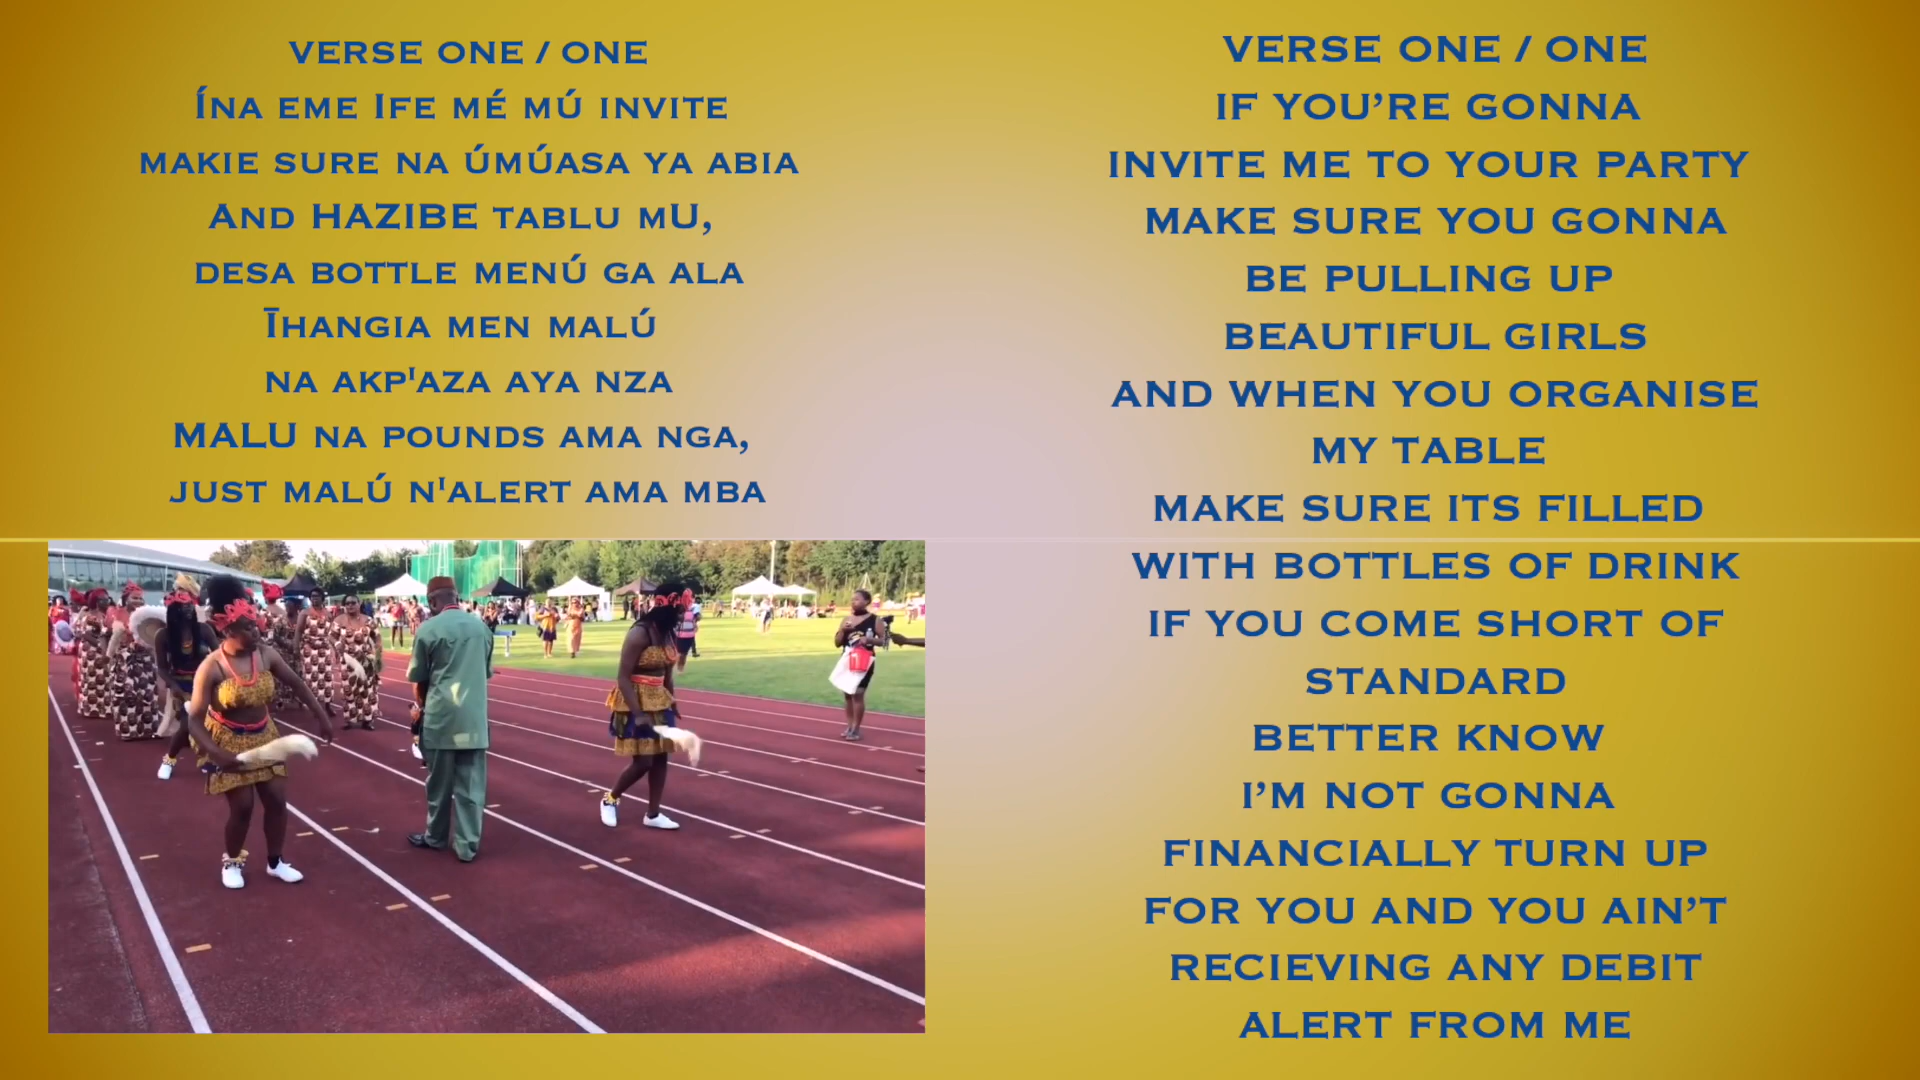 VERSE ONE / ONE
ÍNA EME IFE MÉ MÚ INVITE
MAKIE SURE NA ÚMÚASA YA ABIA
AND HAZIBE TABLU MU,
DESA BOTTLE MENÚ GA ALA
ĪHANGIA MEN MALÚ
NA AKP'AZA AYA NZA
MALU NA POUNDS AMA NGA,
JUST MALÚ N'ALERT AMA MBA
VERSE ONE / ONE
IF YOU’RE GONNA
INVITE ME TO YOUR PARTY
MAKE SURE YOU GONNA
BE PULLING UP
BEAUTIFUL GIRLS
AND WHEN YOU ORGANISE
MY TABLE
MAKE SURE ITS FILLED
WITH BOTTLES OF DRINK
IF YOU COME SHORT OF
STANDARD
BETTER KNOW
I’M NOT GONNA
FINANCIALLY TURN UP
FOR YOU AND YOU AIN’T
RECIEVING ANY DEBIT
ALERT FROM ME